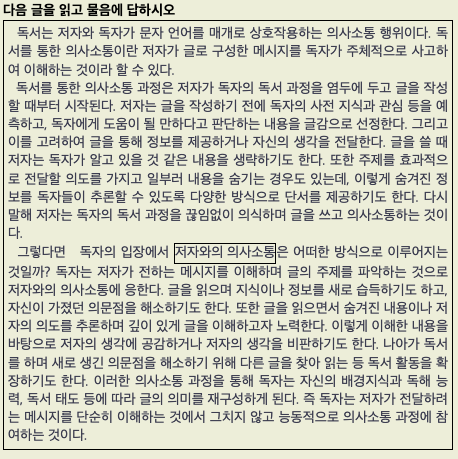 다음 글을 읽고 물음에 답하시오
독서는 저자와 독자가 문자 언어를 매개로 상호작용하는 의사소통 행위이다. 독
서를 통한 의사소통이란 저자가 글로 구성한 메시지를 독자가 주체적으로 사고하
여 이해하는 것이라 할 수 있다.
독서를 통한 의사소통 과정은 저자가 독자의 독서 과정을 염두에 두고 글을 작성
할 때부터 시작된다. 저자는 글을 작성하기 전에 독자의 사전 지식과 관심 등을 예
측하고, 독자에게 도움이 될 만하다고 판단하는 내용을 글감으로 선정한다. 그리고
이를 고려하여 글을 통해 정보를 제공하거나 자신의 생각을 전달한다. 글을 쓸 때
저자는 독자가 알고 있을 것 같은 내용을 생략하기도 한다. 또한 주제를 효과적으
로 전달할 의도를 가지고 일부러 내용을 숨기는 경우도 있는데, 이렇게 숨겨진 정
보를 독자들이 추론할 수 있도록 다양한 방식으로 단서를 제공하기도 한다. 다시
말해 저자는 독자의 독서 과정을 끊임없이 의식하며 글을 쓰고 의사소통하는 것이
다.
그렇다면 독자의 입장에서 저자와의 의사소통은 어떠한 방식으로 이루어지는
것일까? 독자는 저자가 전하는 메시지를 이해하며 글의 주제를 파악하는 것으로
저자와의 의사소통에 응한다. 글을 읽으며 지식이나 정보를 새로 습득하기도 하고,
자신이 가졌던 의문점을 해소하기도 한다. 또한 글을 읽으면서 숨겨진 내용이나 저
자의 의도를 추론하며 깊이 있게 글을 이해하고자 노력한다. 이렇게 이해한 내용을
바탕으로 저자의 생각에 공감하거나 저자의 생각을 비판하기도 한다. 나아가 독서
를 하며 새로 생긴 의문점을 해소하기 위해 다른 글을 찾아 읽는 등 독서 활동을 확
장하기도 한다. 이러한 의사소통 과정을 통해 독자는 자신의 배경지식과 독해 능
력, 독서 태도 등에 따라 글의 의미를 재구성하게 된다. 즉 독자는 저자가 전달하려
는 메시지를 단순히 이해하는 것에서 그치지 않고 능동적으로 의사소통 과정에 참
여하는 것이다.